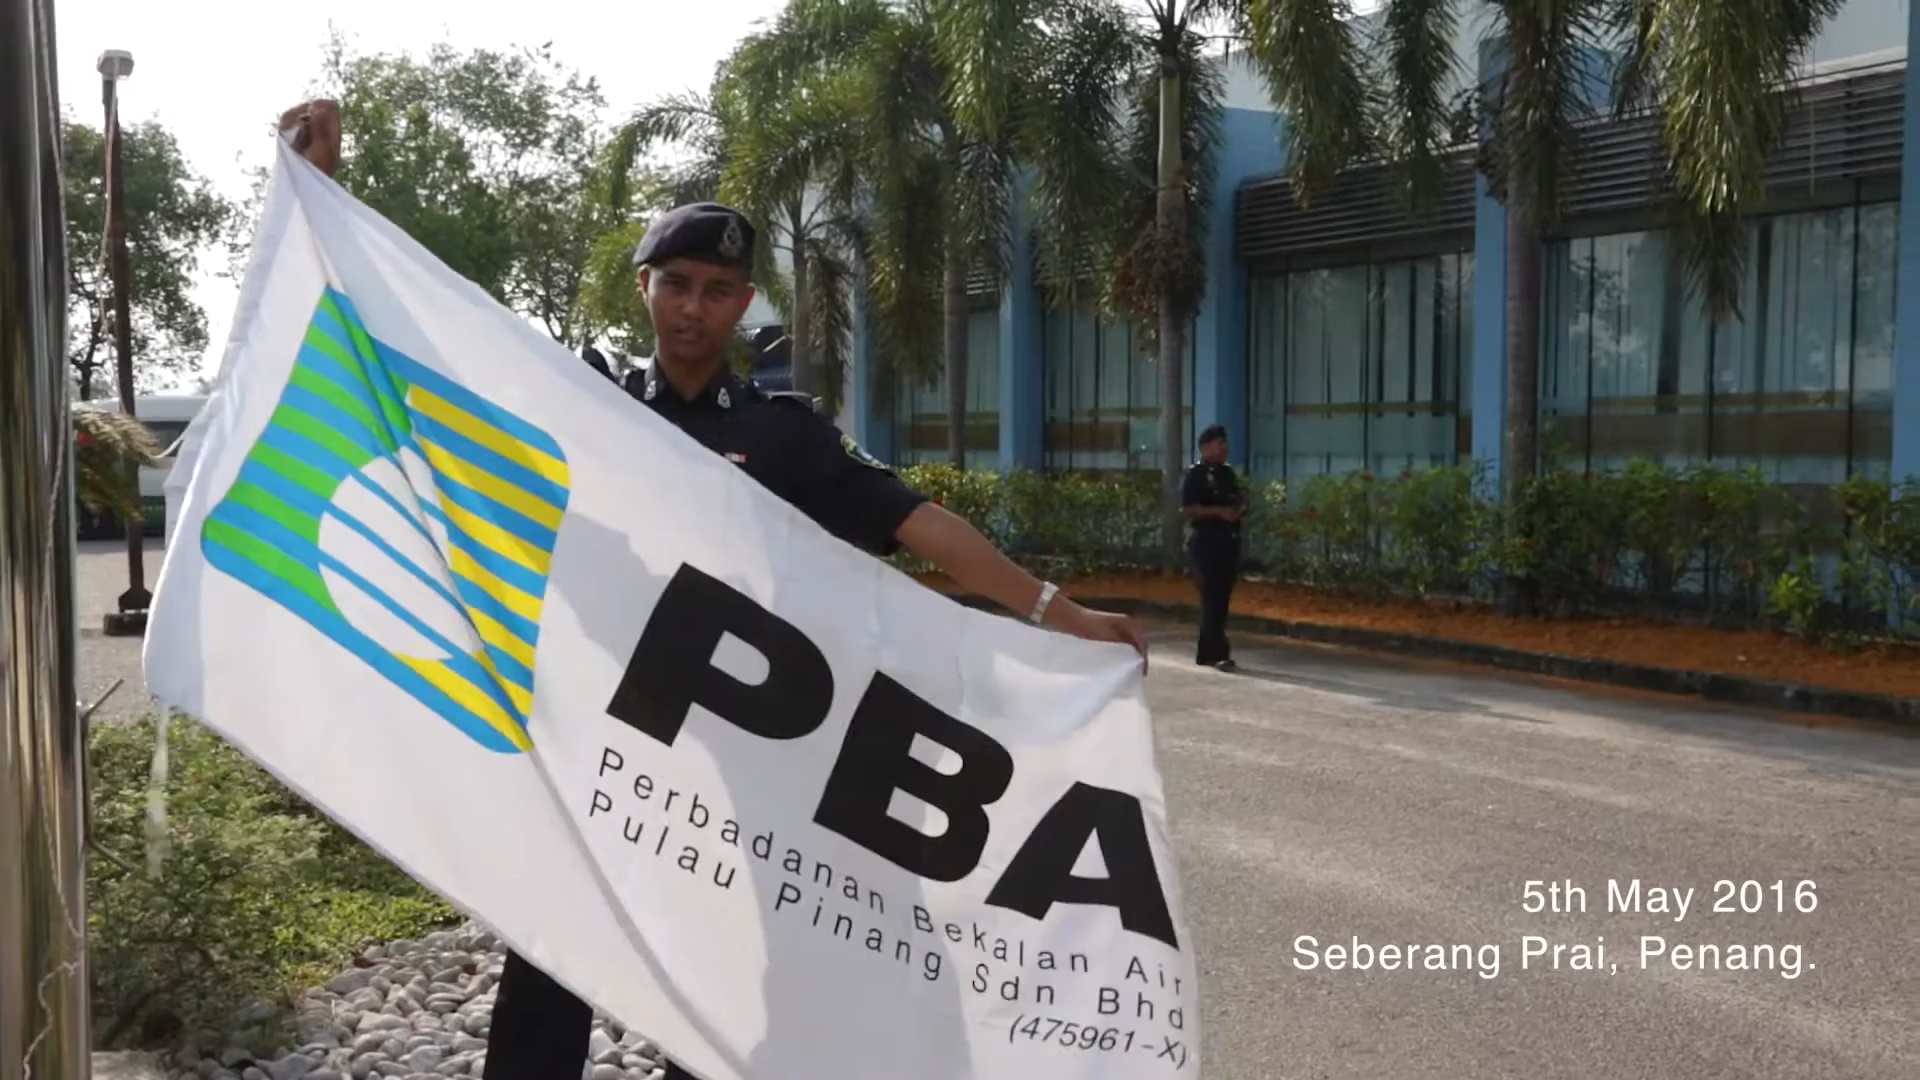 PBA
Perbadanan Bekalan Air
Pulau Pinang Sdn Bhd
(475961-X)
5th May 2016
Seberang Prai, Penang.